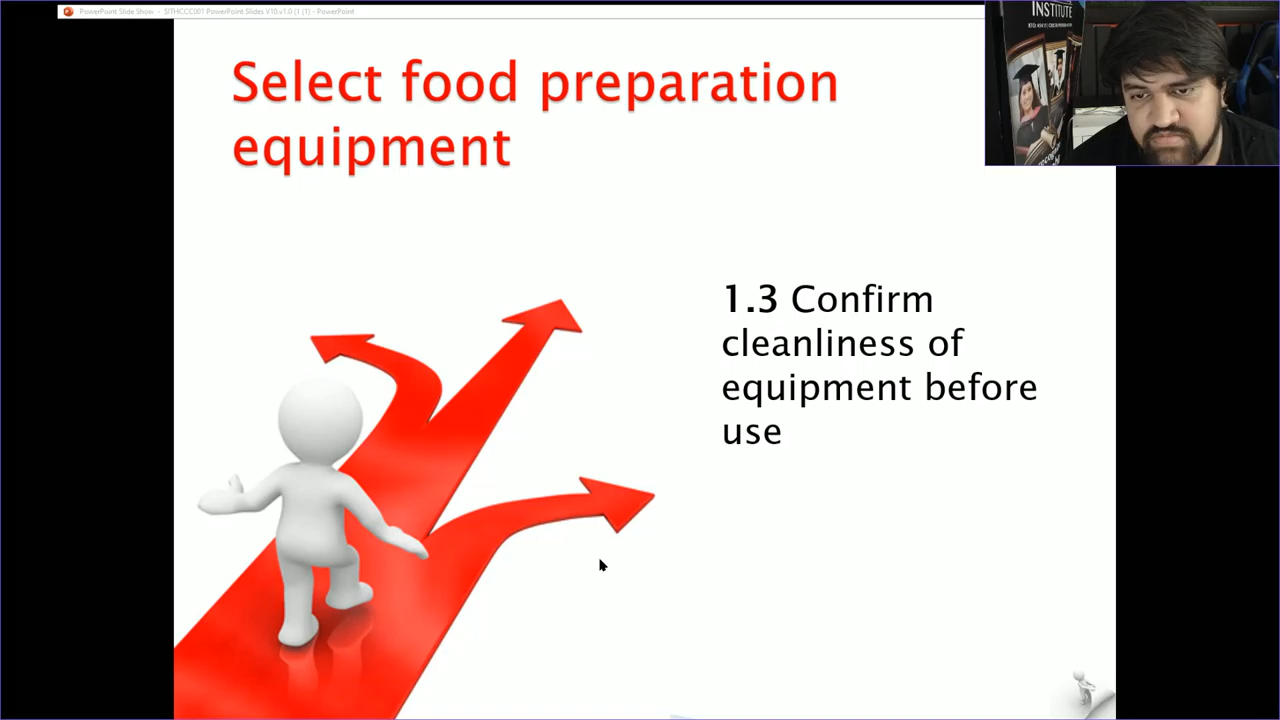 PowerPoint Slide Show - SITHCCC001 PowerPoint Slides V10.v1.0 (1 (1) - PowerPoint
INSTITUTE
Select food preparation
equipment
1.3 Confirm
cleanliness of
equipment before
use